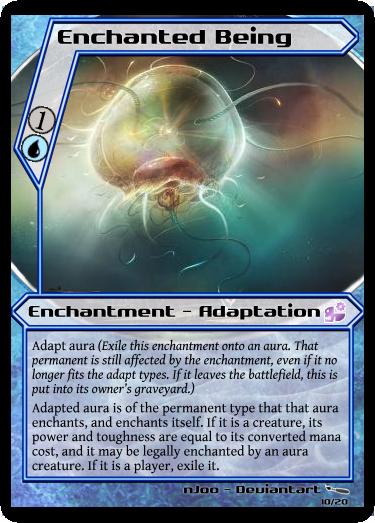 Enchanted Being
1
Enchantment - Adaptation
Adapt aura (Exile this enchantment onto an aura. That
permanent is still affected by the enchantment, even if it no
longer fits the adapt types. If it leaves the battlefield, this is
put into its owner's graveyard.)
Adapted aura is of the permanent type that that aura
enchants, and enchants itself. If it is a creature, its
power and toughness are equal to its converted mana
cost, and it may be legally enchanted by an aura
creature. If it is a player, exile it.
nJoo - Deviantart
10/20